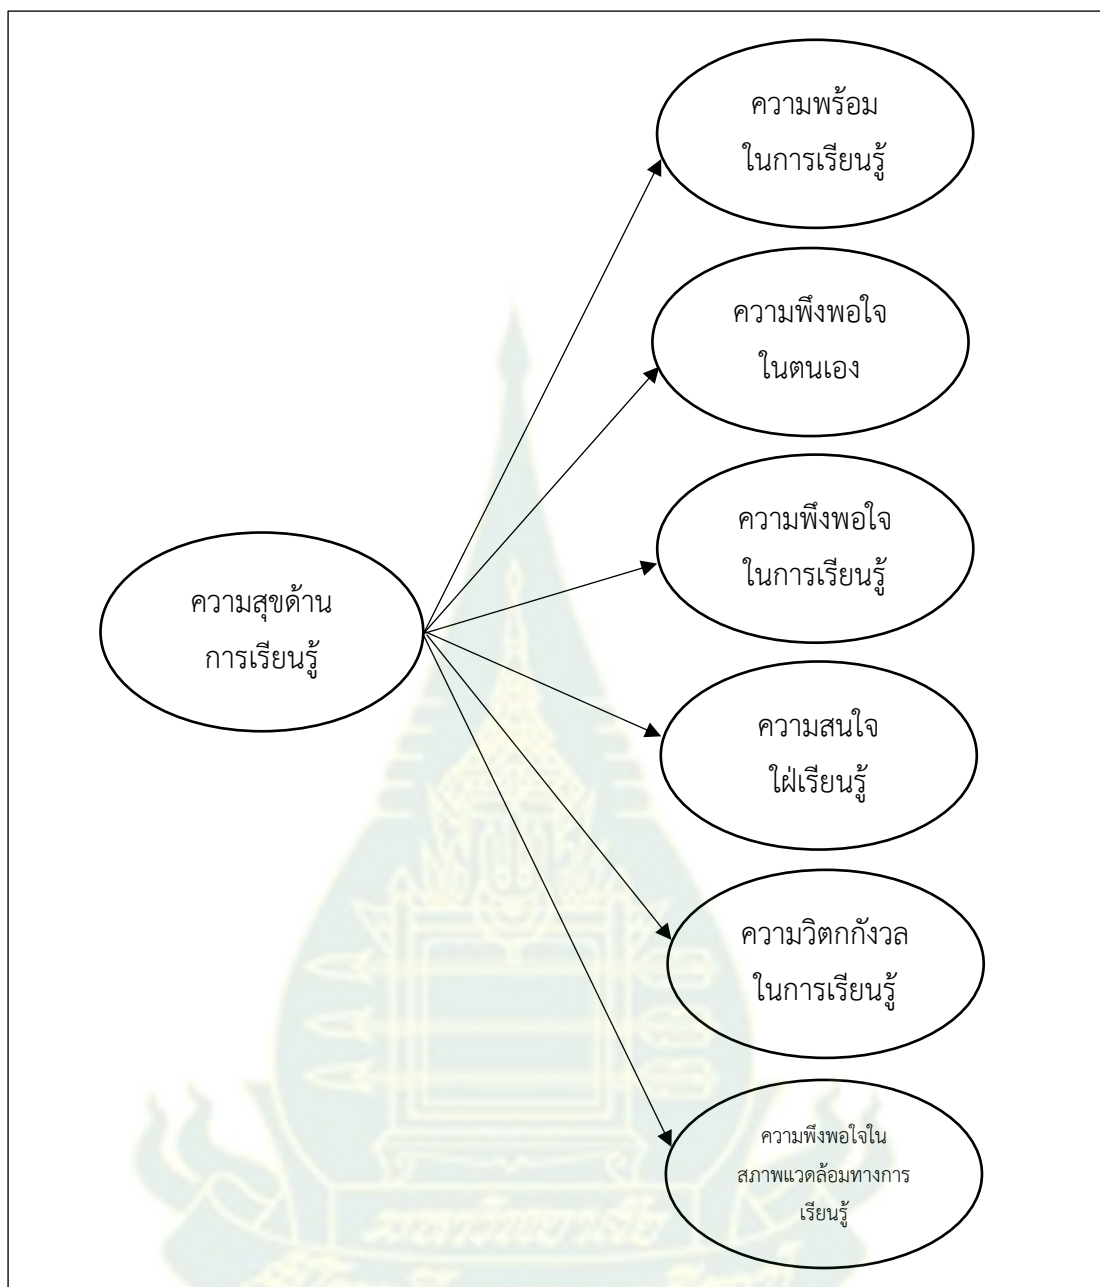 ความพร้อม
ในการเรียนรู้
ความพึงพอใจ
ในตนเอง
ความพึงพอใจ
ในการเรียนรู้
ความสุขด้าน
การเรียนรู้
ความสนใจ
ใฝ่เรียนรู้
ความวิตกกังวล
ในการเรียนรู้
ความพึงพอใจใน
สภาพแวดล้อมทางการ
เรียนรู้